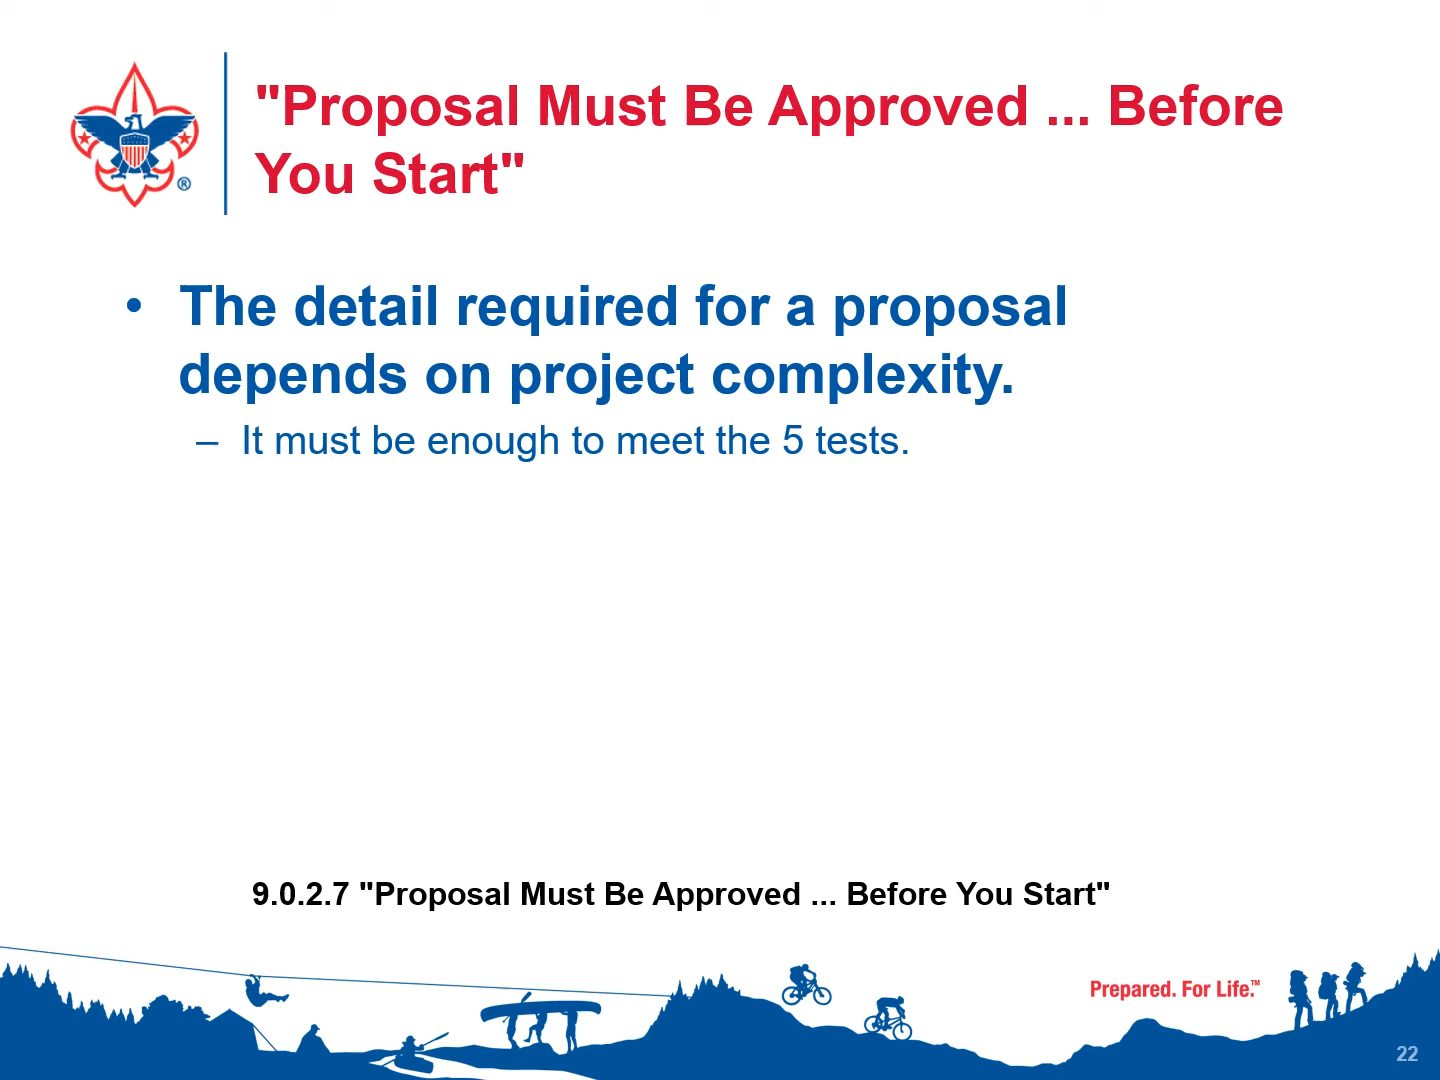 "Proposal Must Be Approved ... Before
You Start"
®
• The detail required for a proposal
depends on project complexity.
– It must be enough to meet the 5 tests.
9.0.2.7 "Proposal Must Be Approved ... Before You Start"
Prepared. For Life.™
22